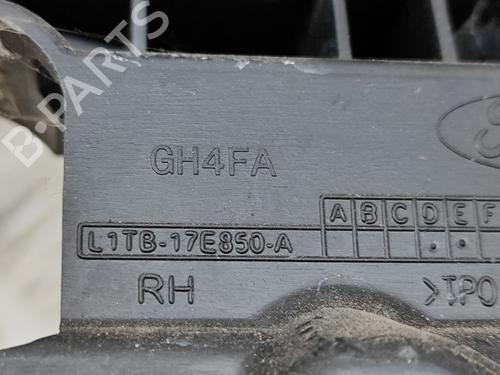 GH4FA
A B C D E F
L1TB-17E850-A
RH >TPO
B-PARTS